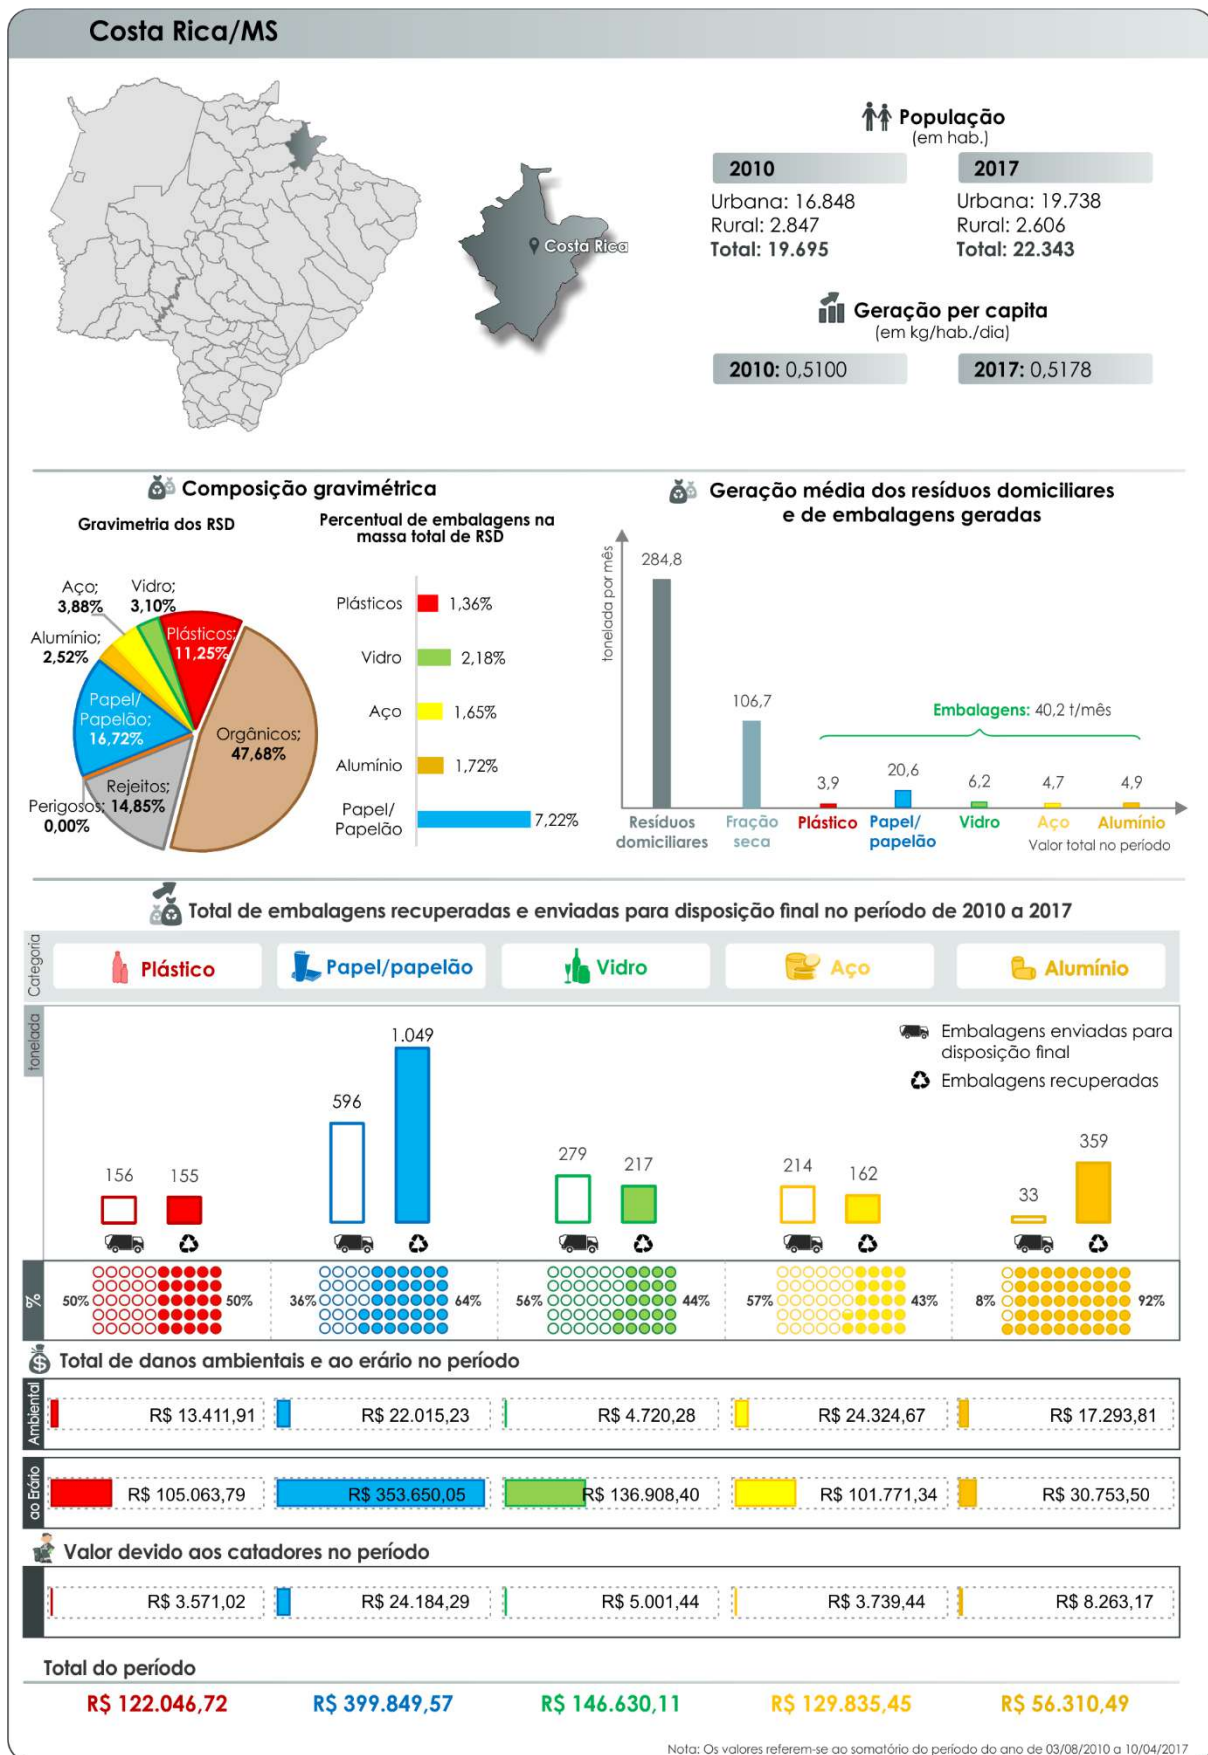 Costa Rica/MS
População
(em hab.)
2010
2017
Urbana: 16.848
Rural: 2.847
Total: 19.695
Urbana: 19.738
Rural: 2.606
Total: 22.343
Costa Rica
Geração per capita
(em kg/hab./dia)
2010: 0,5100
2017: 0,5178
Composição gravimétrica
Gravimetria dos RSD
Aço;
3,88%
Vidro;
3,10%
Alumínio;
2,52%
Plásticos;
11,25%
Papel/
Papelão;
16,72%
Orgânicos;
47,68%
Rejeitos;
14,85%
Perigosos;
0,00%
Percentual de embalagens na
massa total de RSD
Plásticos 1,36%
Vidro 2,18%
Aço 1,65%
Alumínio 1,72%
Papel/
Papelão 7,22%
Geração média dos resíduos domiciliares
e de embalagens geradas
tonelada por mês
284,8
106,7
Embalagens: 40,2 t/mês
3,9
20,6
6,2
4,7
4,9
Resíduos
domiciliares
Fração
seca
Plástico
Papel/
papelão
Vidro
Aço
Alumínio
Valor total no período
Total de embalagens recuperadas e enviadas para disposição final no período de 2010 a 2017
Categoria
Plástico
Papel/papelão
Vidro
Aço
Alumínio
tonelada
Embalagens enviadas para
disposição final
Embalagens recuperadas
156
155
596
1.049
279
217
214
162
33
359
%
50%
50%
36%
64%
56%
44%
57%
43%
8%
92%
Total de danos ambientais e ao erário no período
Ambiental
R$ 13.411,91
R$ 22.015,23
R$ 4.720,28
R$ 24.324,67
R$ 17.293,81
ao Erário
R$ 105.063,79
R$ 353.650,05
R$ 136.908,40
R$ 101.771,34
R$ 30.753,50
Valor devido aos catadores no período
R$ 3.571,02
R$ 24.184,29
R$ 5.001,44
R$ 3.739,44
R$ 8.263,17
Total do período
R$ 122.046,72
R$ 399.849,57
R$ 146.630,11
R$ 129.835,45
R$ 56.310,49
Nota: Os valores referem-se ao somatório do período do ano de 03/08/2010 a 10/04/2017